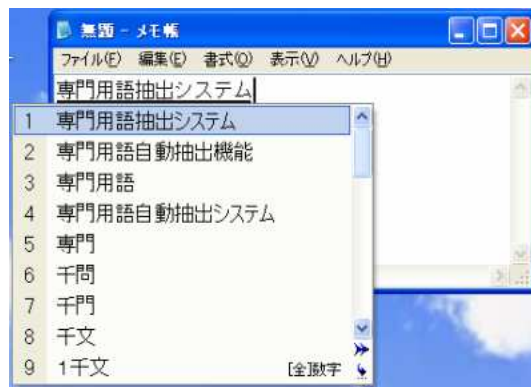 無題 - メモ帳
ファイル(F) 編集(E) 書式(O) 表示(V) ヘルプ(H)
専門用語抽出システム
1 専門用語抽出システム
2 専門用語自動抽出機能
3 専門用語
4 専門用語自動抽出システム
5 専門
6 千問
7 千門
8 千文
9 1千文 [全]数字